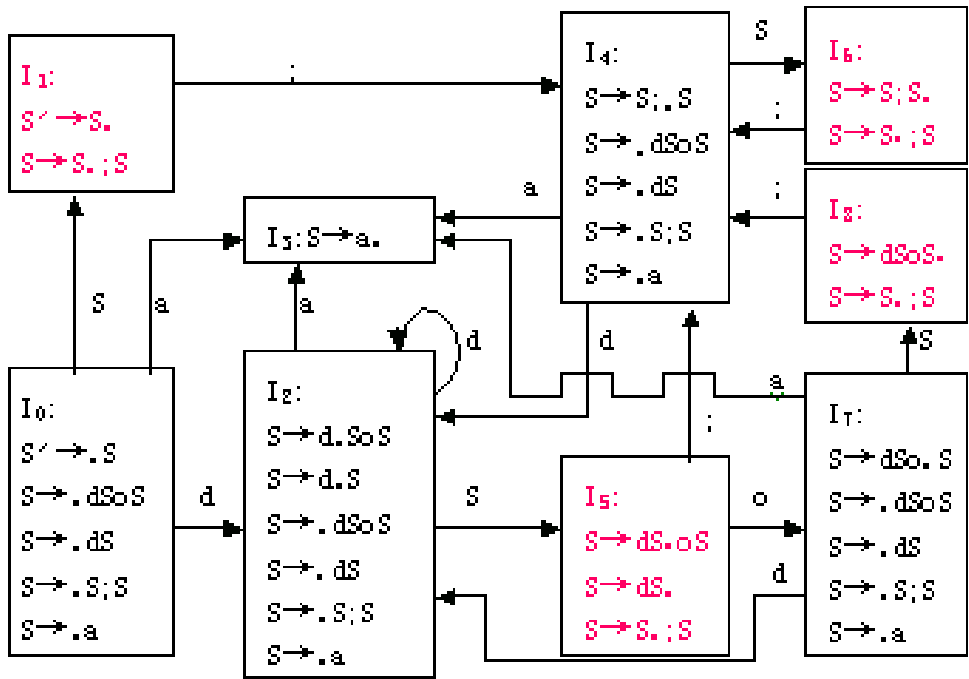 I₁:
S′→S.
S→S.;S
;
I₄:
S→S;.S
S→.dSoS
S→.dS
S→.S;S
S→.a
S
;
I₆:
S→S;S.
S→S.;S
;
I₈:
S→dSoS.
S→S.;S
a
I₃:S→a.
S
a
a
d
d
S
a
I₀:
S′→.S
S→.dSoS
S→.dS
S→.S;S
S→.a
d
I₂:
S→d.SoS
S→d.S
S→.dSoS
S→.dS
S→.S;S
S→.a
S
;
I₅:
S→dS.oS
S→dS.
S→S.;S
o
d
I₇:
S→dSo.S
S→.dSoS
S→.dS
S→.S;S
S→.a